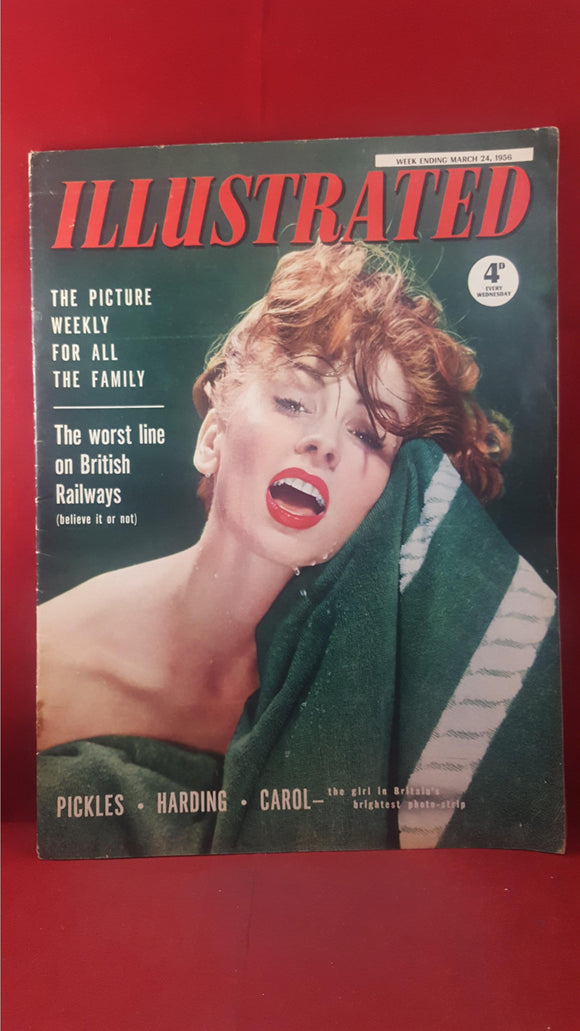 WEEK ENDING MARCH 24, 1956
ILLUSTRATED
4D
EVERY
WEDNESDAY
THE PICTURE
WEEKLY
FOR ALL
THE FAMILY
The worst line
on British
Railways
(believe it or not)
PICKLES • HARDING • CAROL— the girl in Britain's
brightest photo-strip